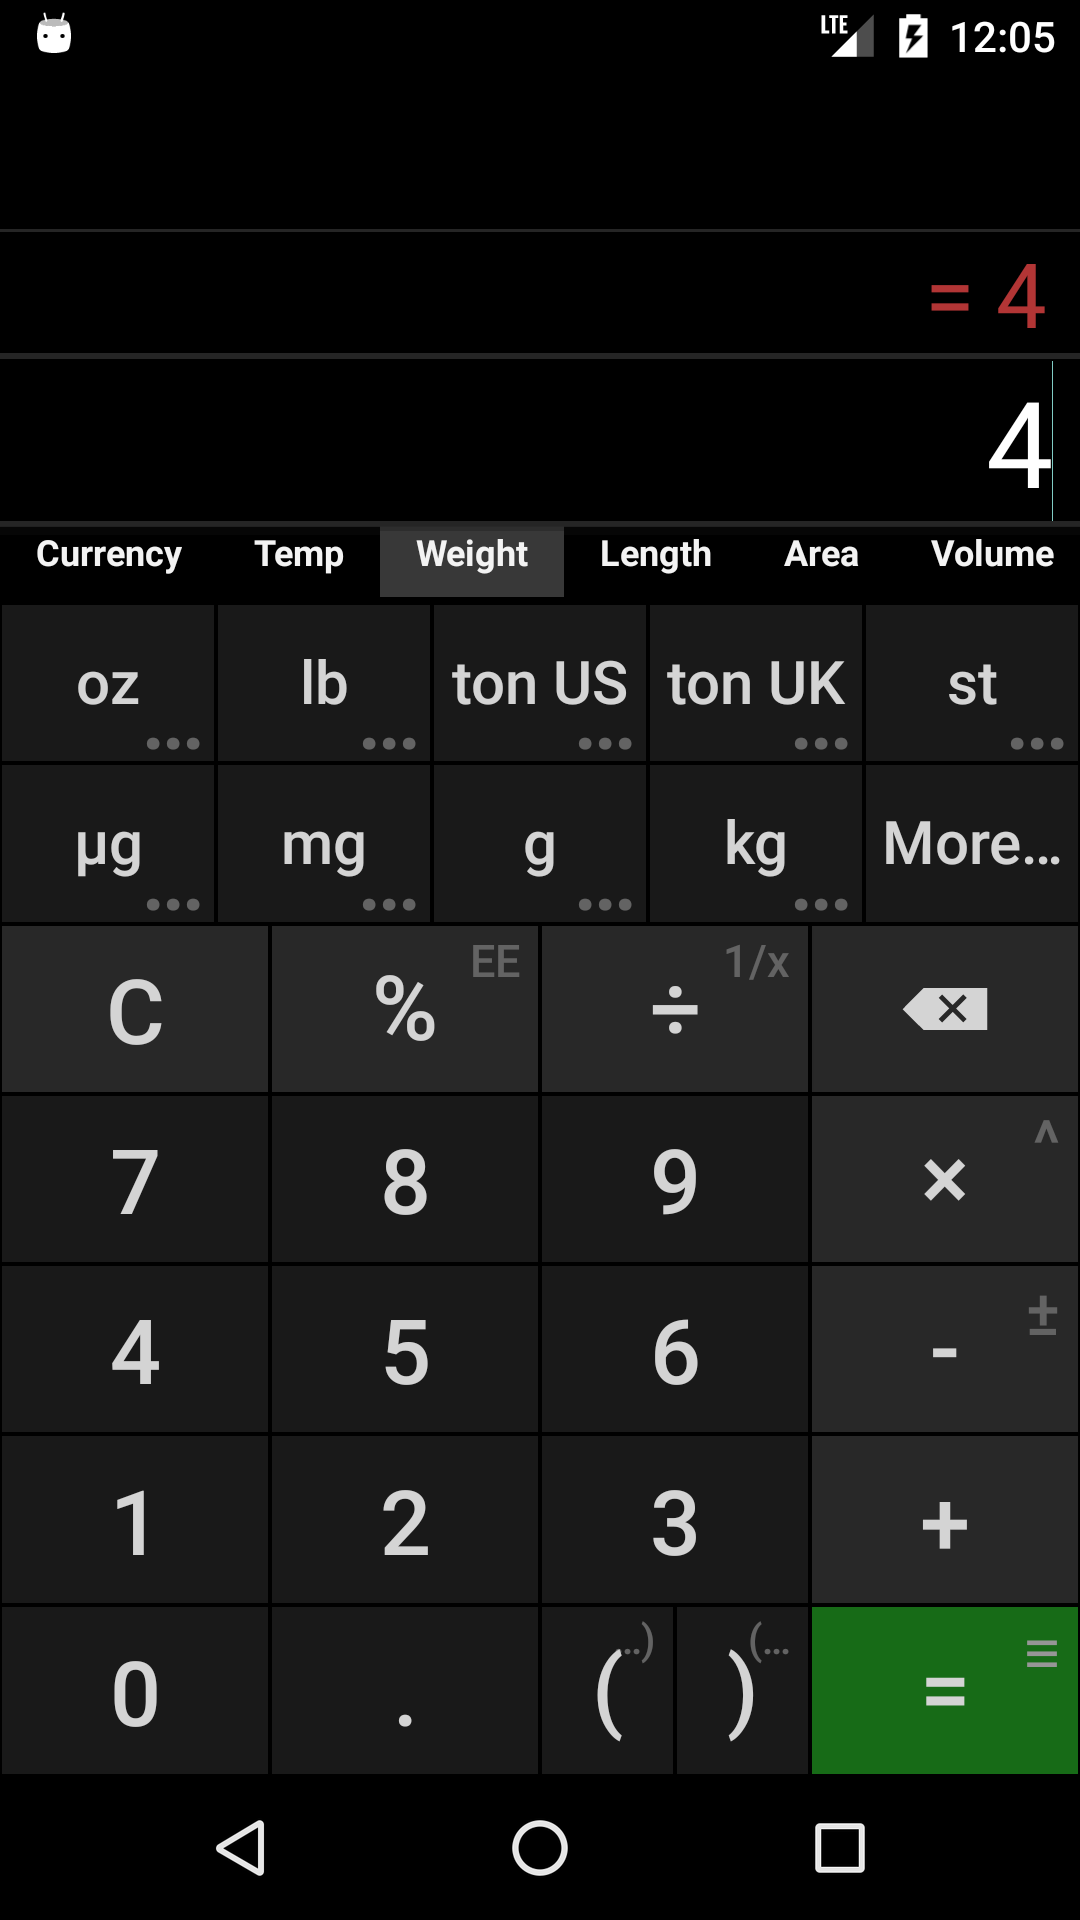 LTE 12:05
= 4
4
Currency Temp Weight Length Area Volume
oz lb ton US ton UK st
µg mg g kg More...
C % EE ÷ 1/x
7 8 9 × ^
4 5 6 - ±
1 2 3 +
0 . ( ..) ) (... =